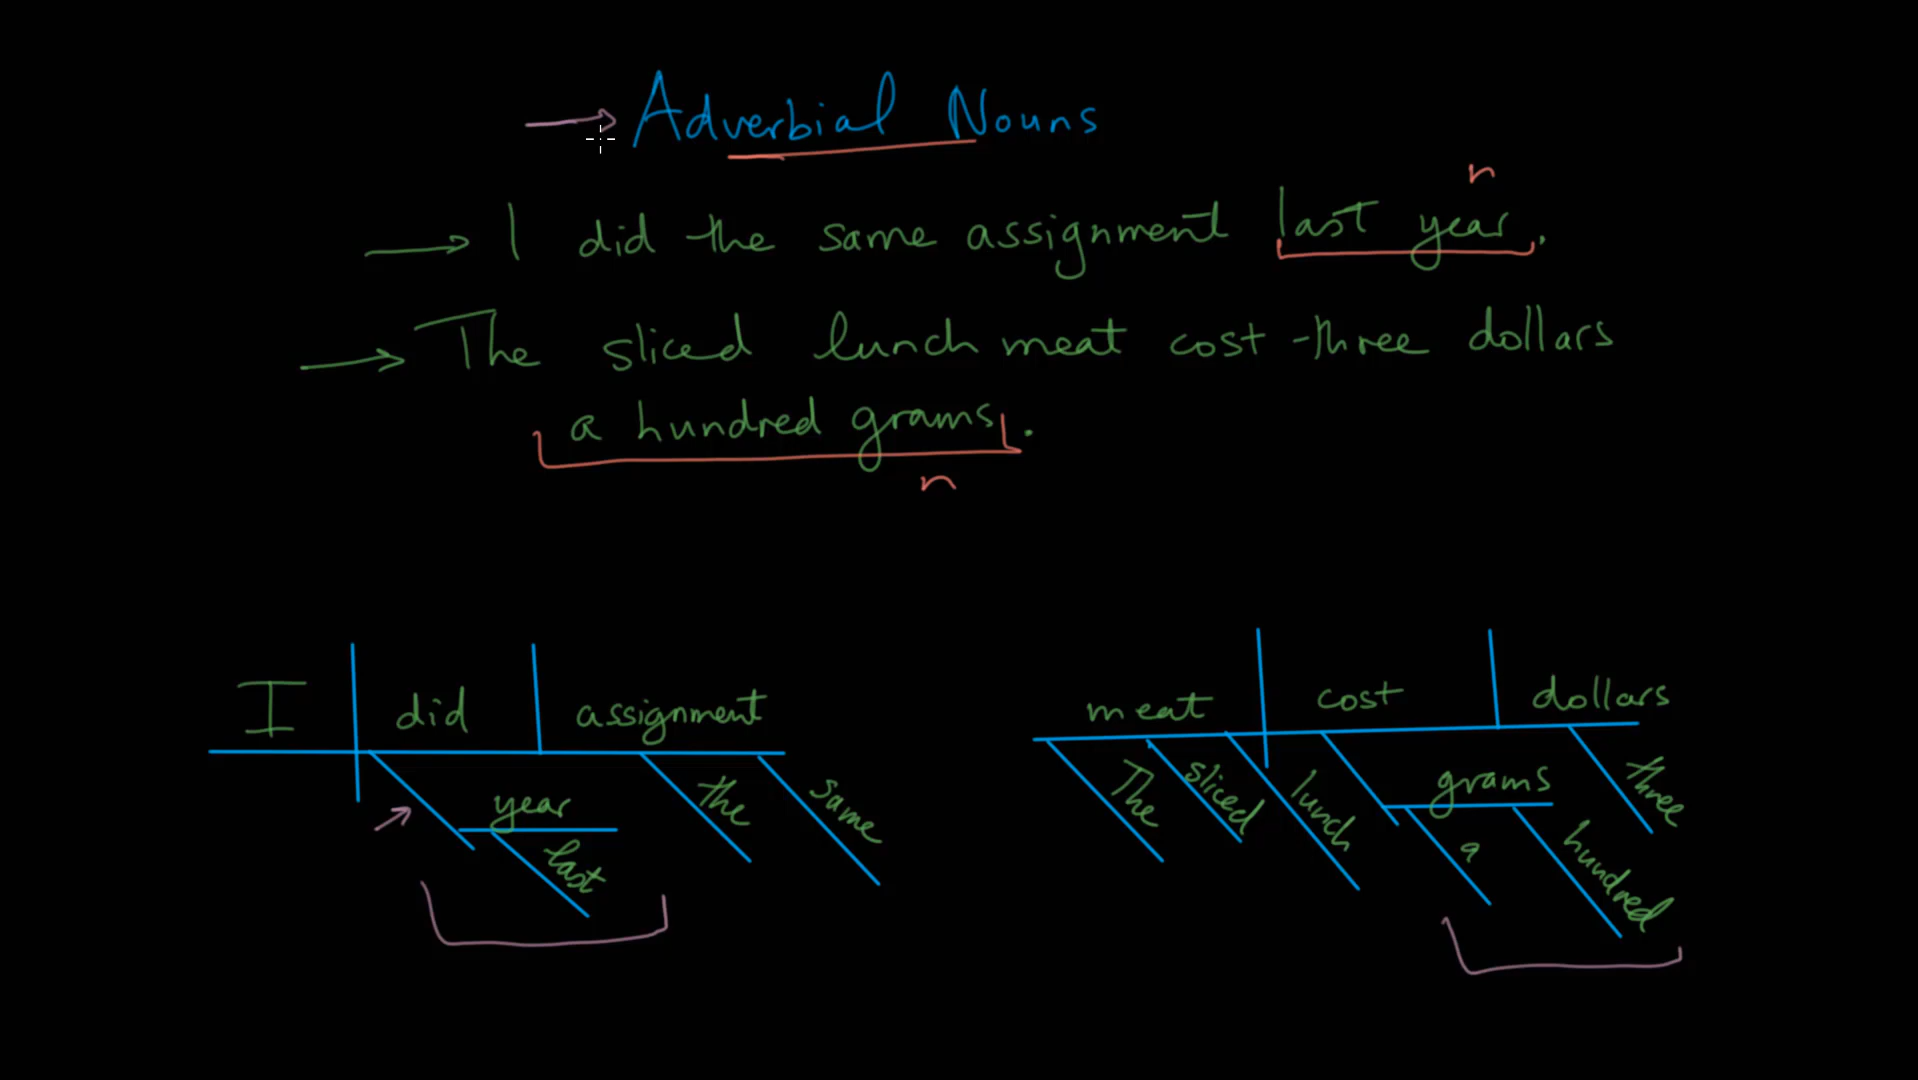 Adverbial Nouns
n
I did the same assignment last year.
The sliced lunch meat cost three dollars
a hundred grams.
n
I did assignment
year the same
last
meat cost dollars
The sliced lunch grams three
a hundred